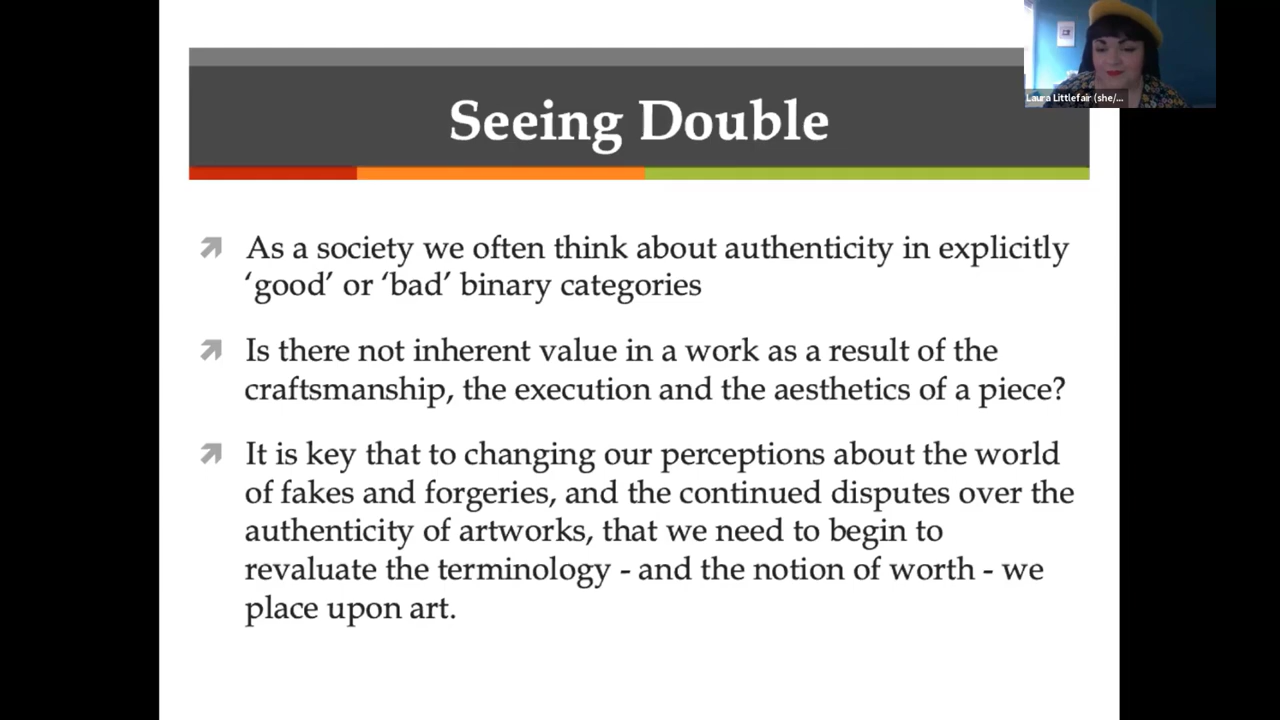 Seeing Double
Laura Littlefair (she/...
As a society we often think about authenticity in explicitly
‘good’ or ‘bad’ binary categories
Is there not inherent value in a work as a result of the
craftsmanship, the execution and the aesthetics of a piece?
It is key that to changing our perceptions about the world
of fakes and forgeries, and the continued disputes over the
authenticity of artworks, that we need to begin to
revaluate the terminology - and the notion of worth - we
place upon art.